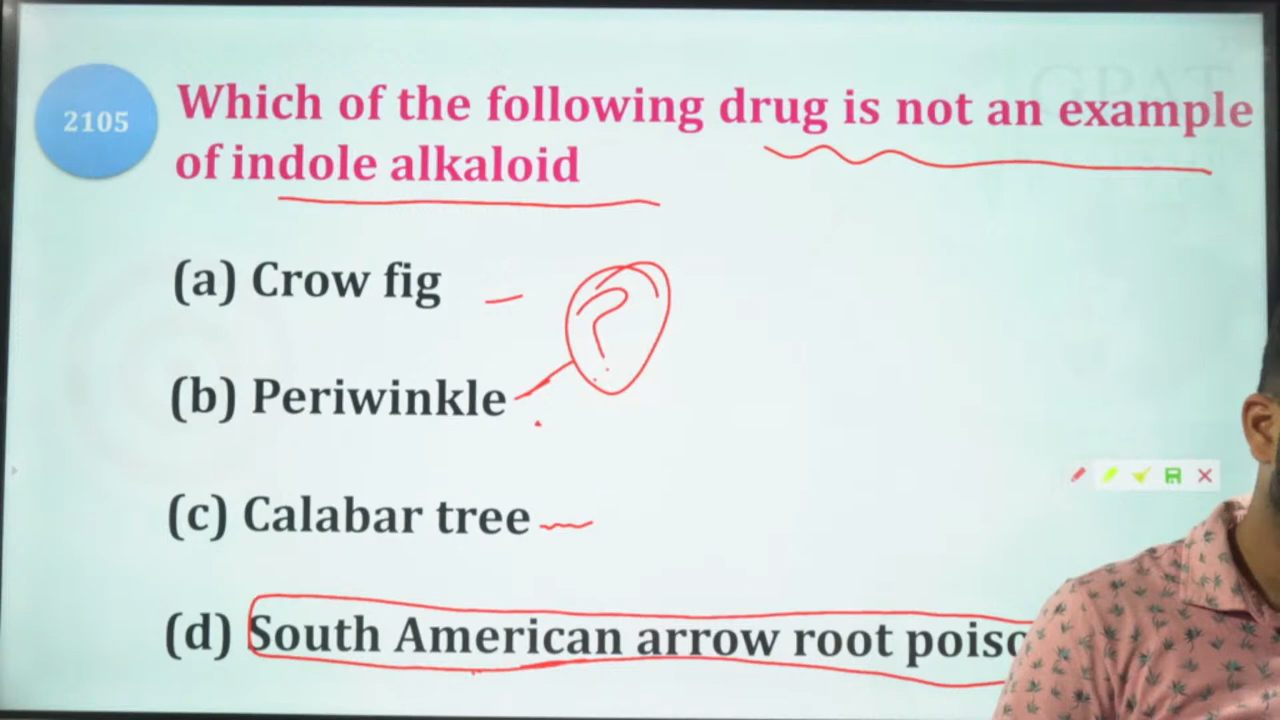 2105
Which of the following drug is not an example
of indole alkaloid
(a) Crow fig
?
(b) Periwinkle
(c) Calabar tree
(d) South American arrow root